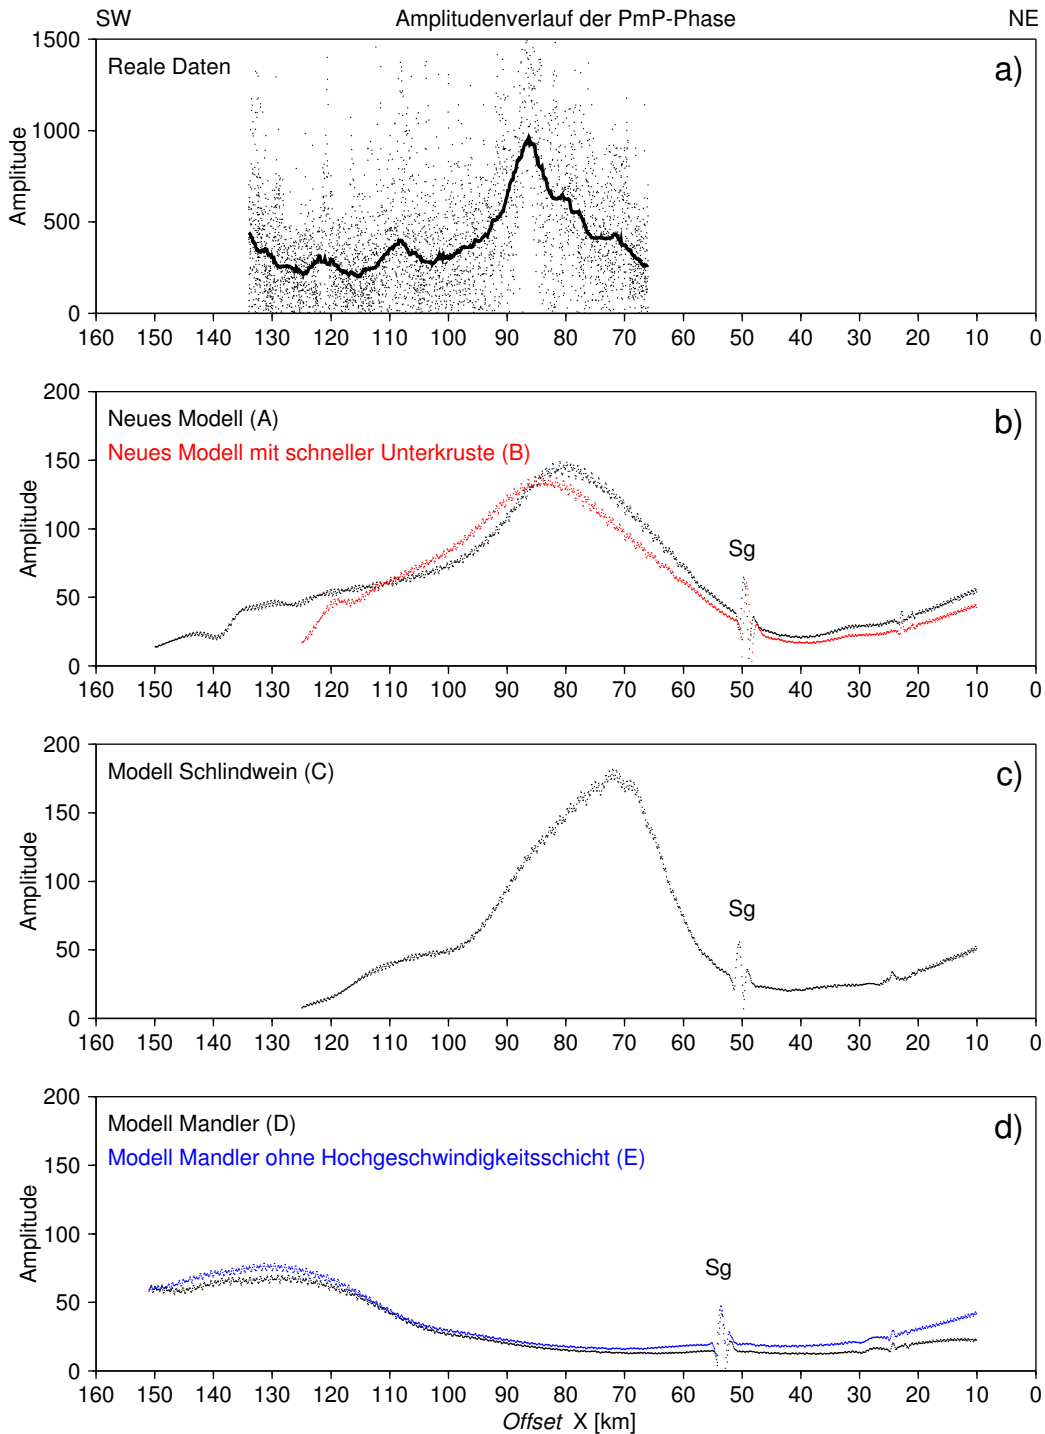 SW Amplitudenverlauf der PmP-Phase NE
Reale Daten
a)
Amplitude
1500
1000
500
0
160 150 140 130 120 110 100 90 80 70 60 50 40 30 20 10 0
Neues Modell (A)
b)
Neues Modell mit schneller Unterkruste (B)
Sg
Amplitude
200
150
100
50
0
160 150 140 130 120 110 100 90 80 70 60 50 40 30 20 10 0
Modell Schlindwein (C)
c)
Sg
Amplitude
200
150
100
50
0
160 150 140 130 120 110 100 90 80 70 60 50 40 30 20 10 0
Modell Mandler (D)
d)
Modell Mandler ohne Hochgeschwindigkeitsschicht (E)
Sg
Amplitude
200
150
100
50
0
160 150 140 130 120 110 100 90 80 70 60 50 40 30 20 10 0
Offset X [km]